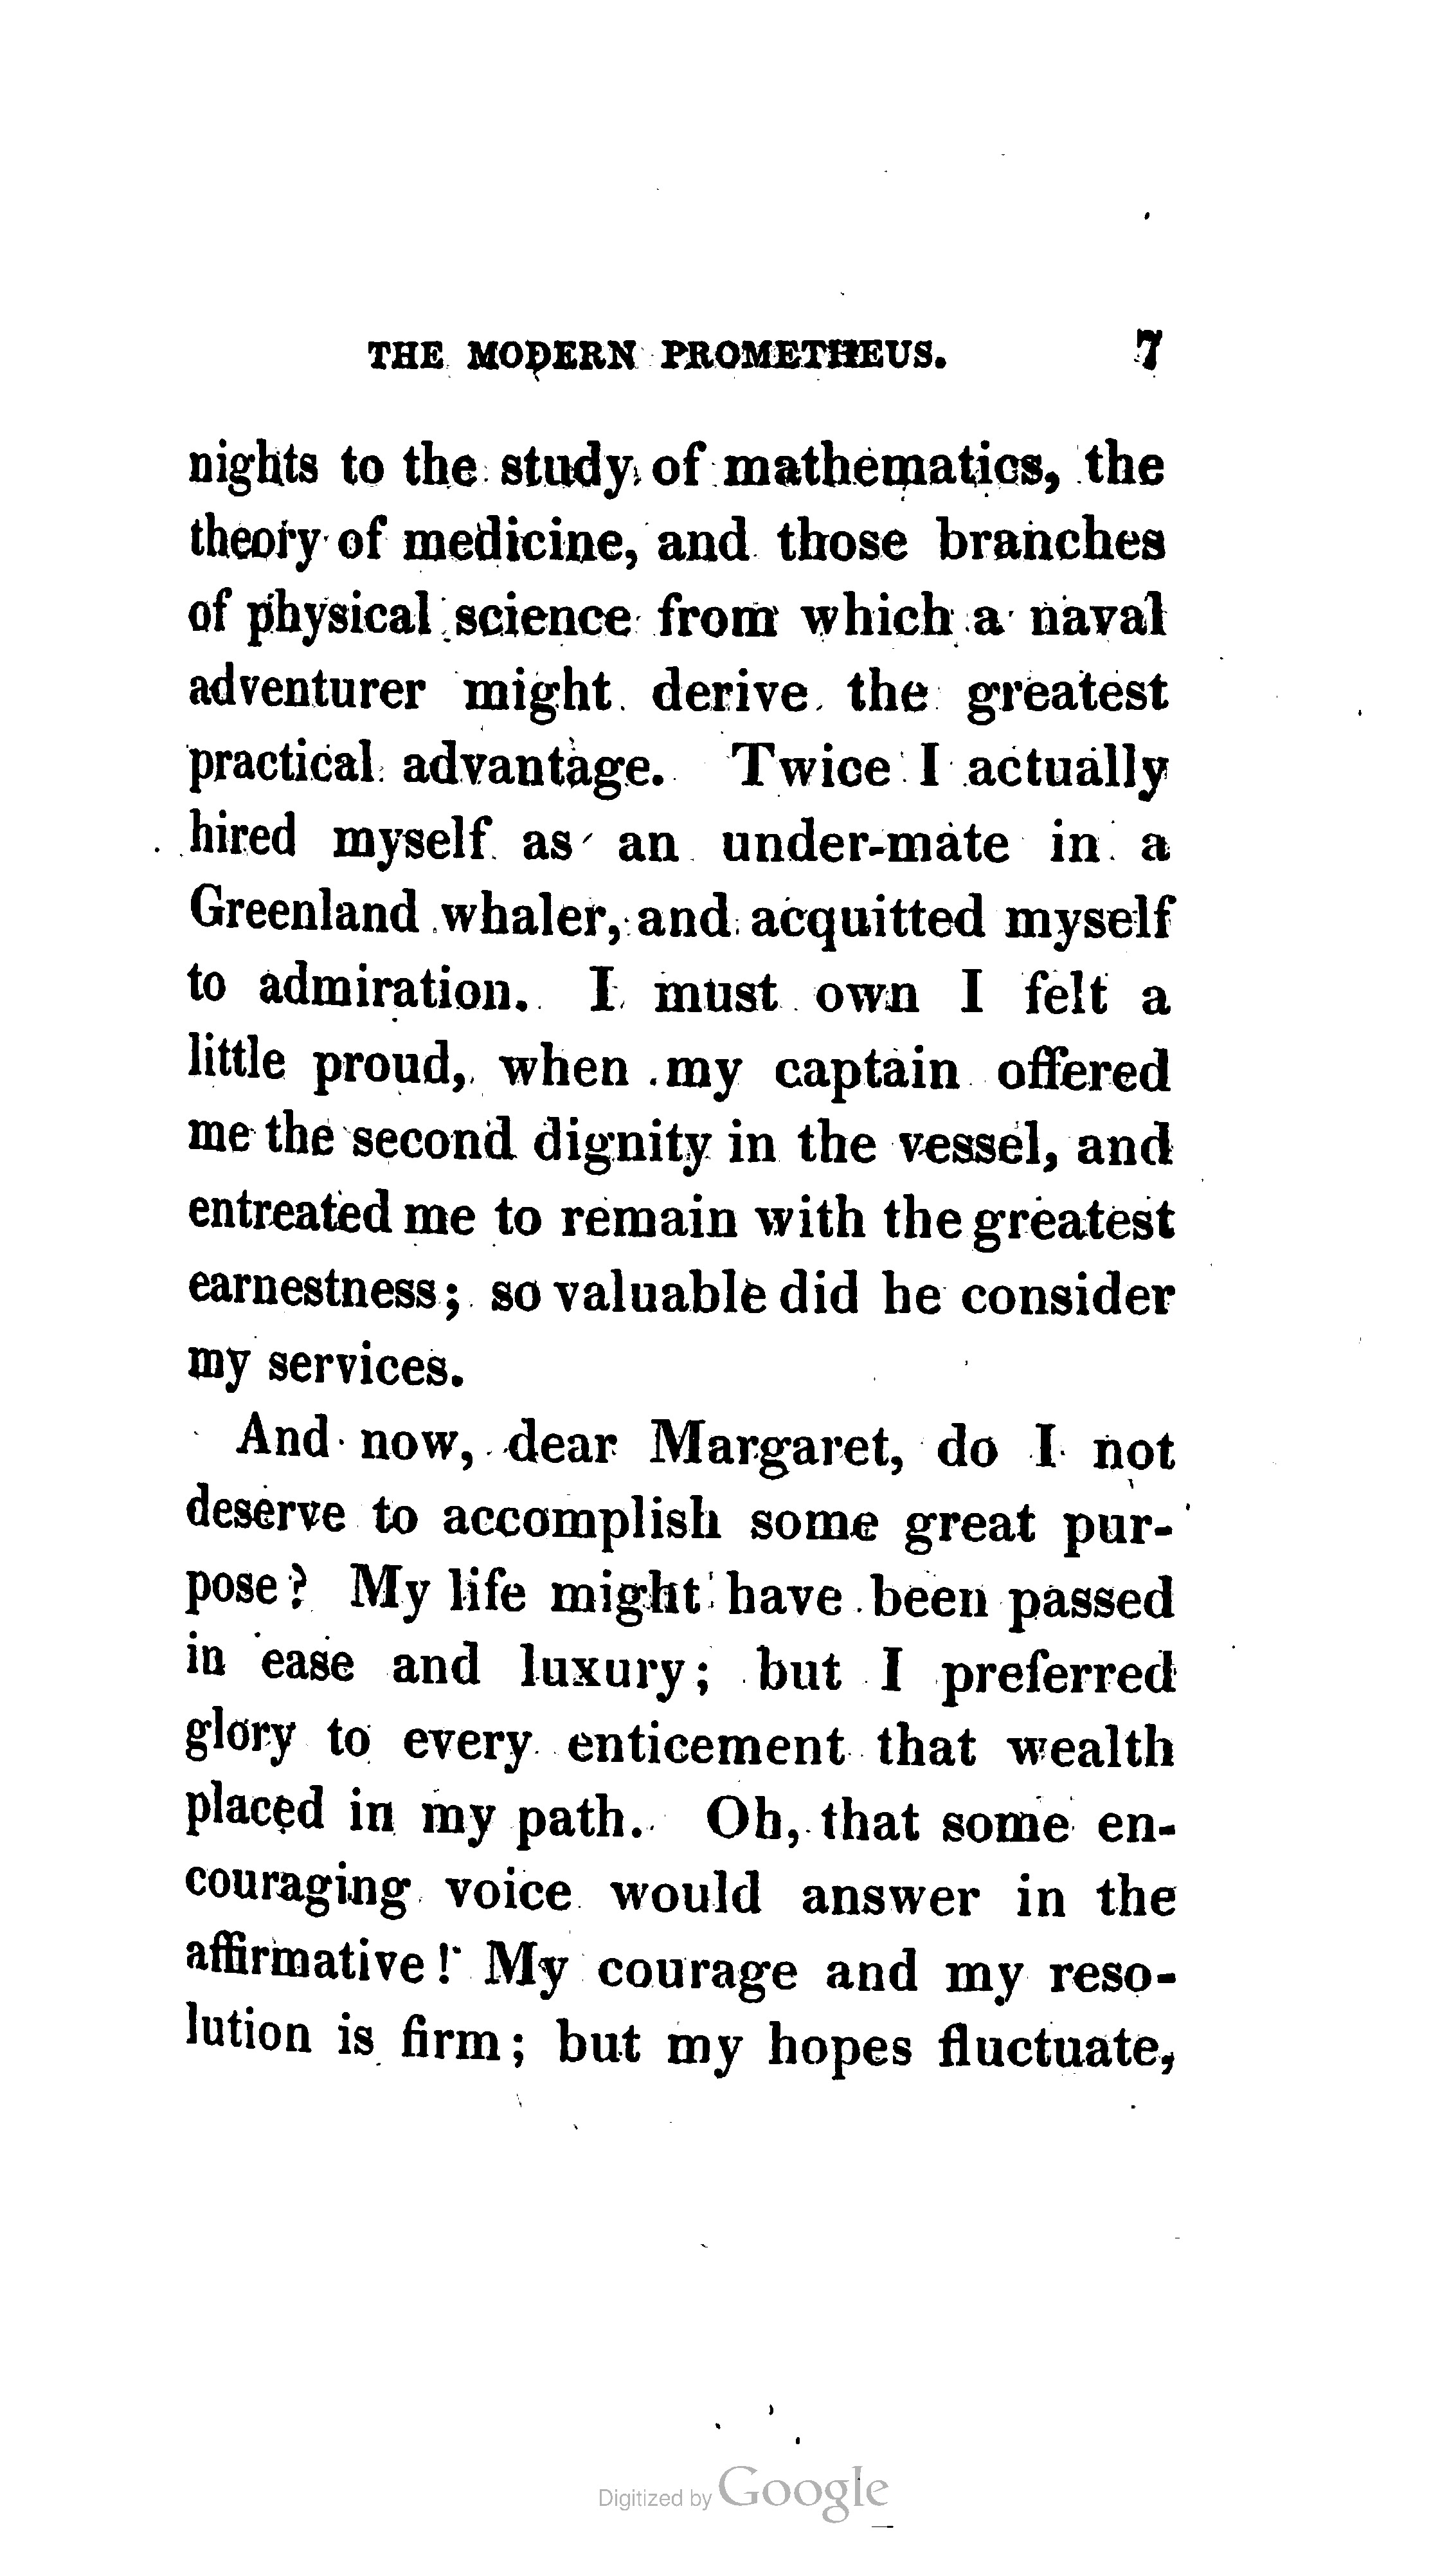 THE MODERN PROMETHEUS. 7
nights to the study of mathematics, the
theory of medicine, and those branches
of physical science from which a naval
adventurer might derive the greatest
practical advantage. Twice I actually
hired myself as an under-mate in a
Greenland whaler, and acquitted myself
to admiration. I must own I felt a
little proud, when my captain offered
me the second dignity in the vessel, and
entreated me to remain with the greatest
earnestness; so valuable did he consider
my services.
And now, dear Margaret, do I not
deserve to accomplish some great pur-
pose? My life might have been passed
in ease and luxury; but I preferred
glory to every enticement that wealth
placed in my path. Oh, that some en-
couraging voice would answer in the
affirmative! My courage and my reso-
lution is firm; but my hopes fluctuate,
Digitized by Google